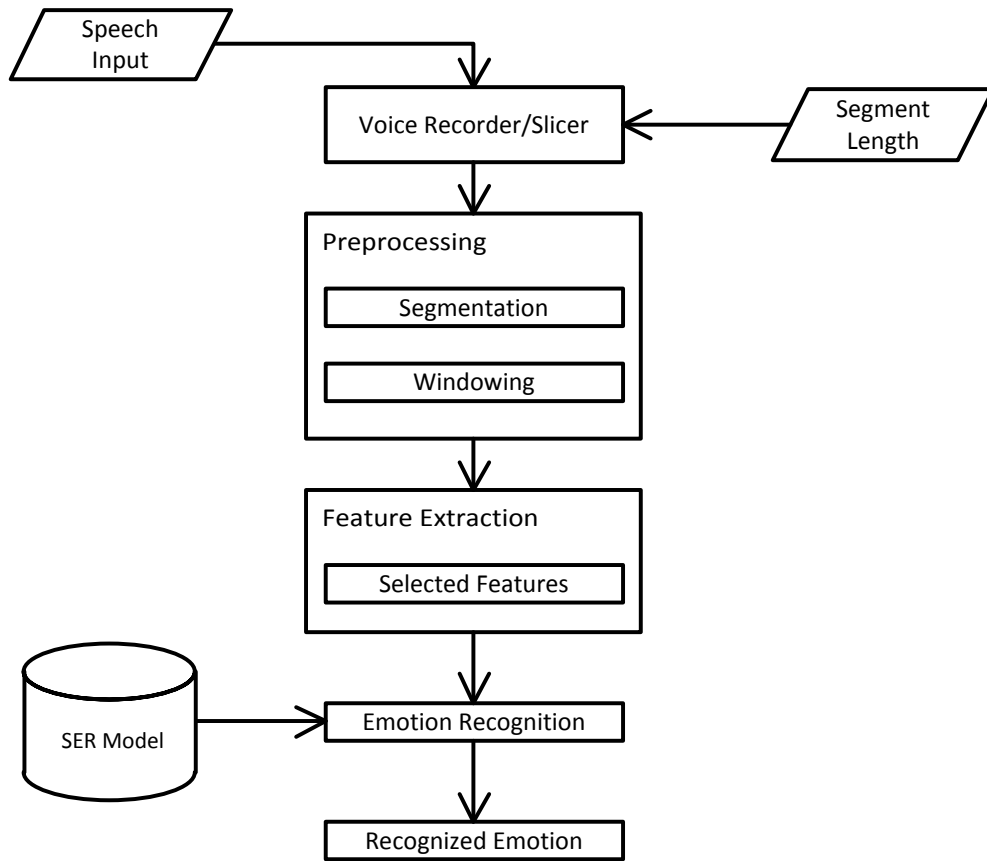 Speech
Input
Voice Recorder/Slicer
Segment
Length
Preprocessing
Segmentation
Windowing
Feature Extraction
Selected Features
SER Model
Emotion Recognition
Recognized Emotion